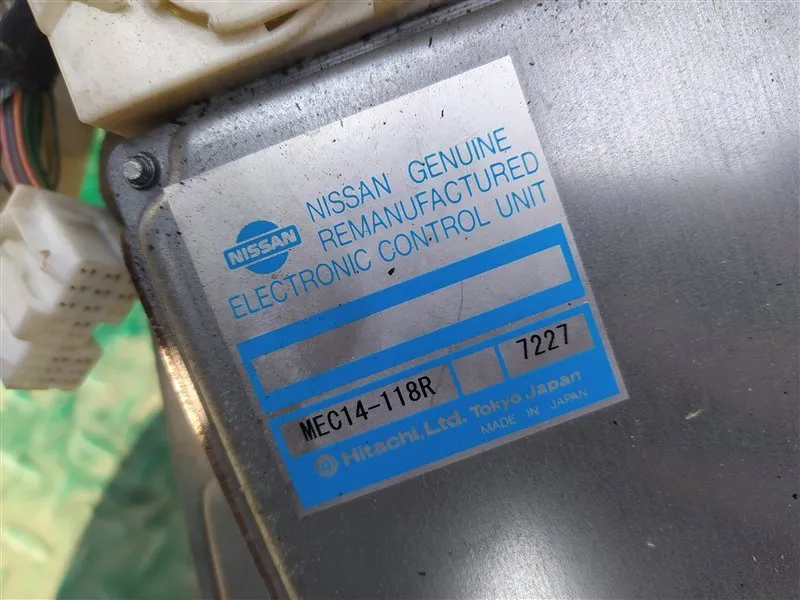 NISSAN GENUINE
REMANUFACTURED
ELECTRONIC CONTROL UNIT
NISSAN
MEC14-118R 7227
Hitachi, Ltd. Tokyo Japan
MADE IN JAPAN